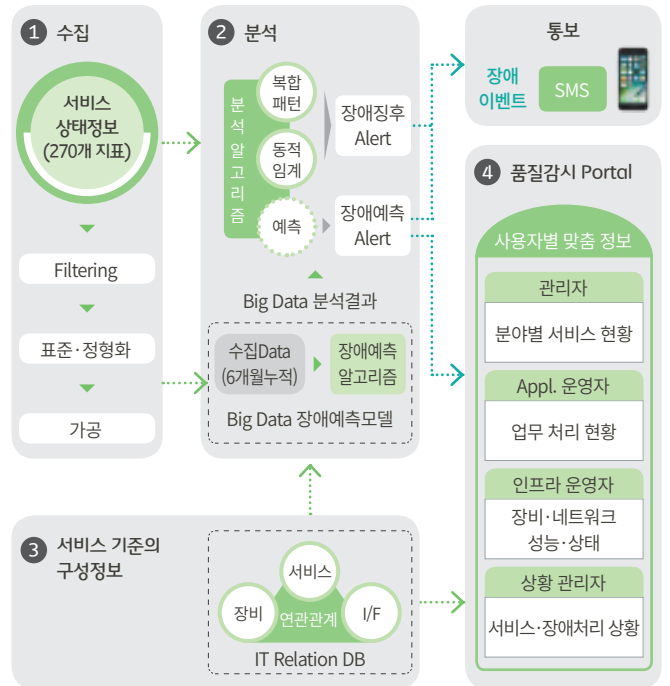 1 수집
서비스
상태정보
(270개 지표)
Filtering
표준·정형화
가공
2 분석
분석알고리즘
복합
패턴
동적
임계
예측
장애징후
Alert
장애예측
Alert
Big Data 분석결과
수집Data
(6개월누적)
장애예측
알고리즘
Big Data 장애예측모델
3 서비스 기준의
구성정보
서비스
장비
연관관계
I/F
IT Relation DB
통보
장애
이벤트
SMS
4 품질감시 Portal
사용자별 맞춤 정보
관리자
분야별 서비스 현황
Appl. 운영자
업무 처리 현황
인프라 운영자
장비·네트워크
성능·상태
상황 관리자
서비스·장애처리 상황